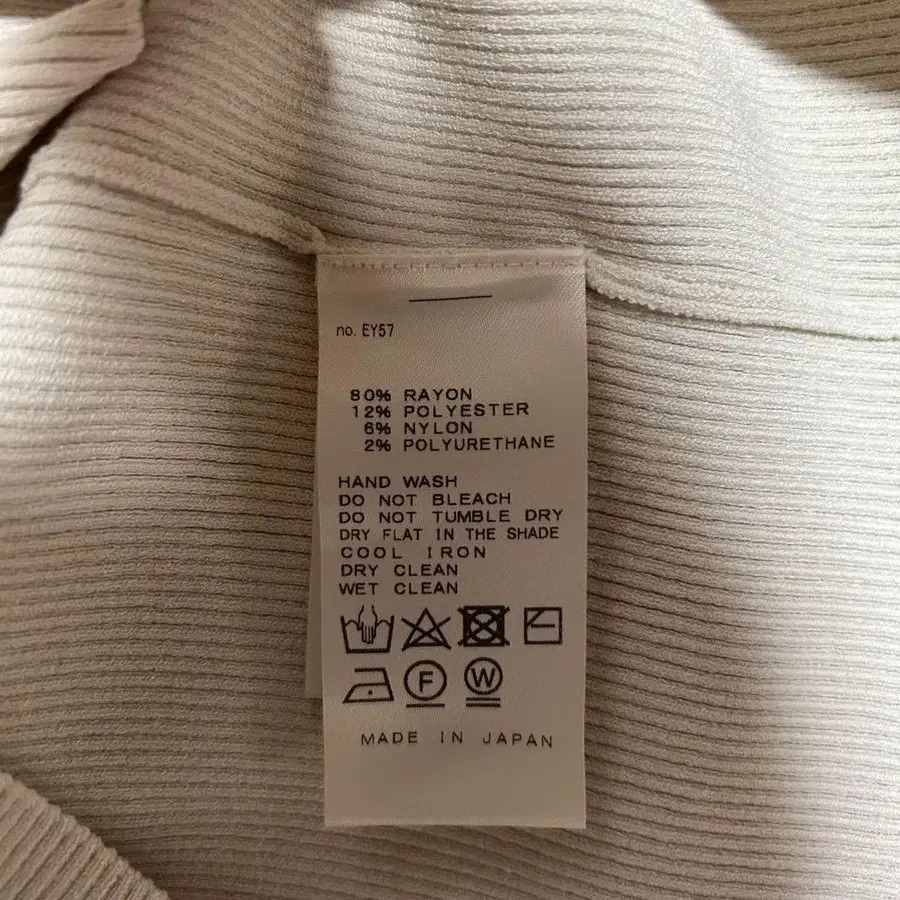 no. EY57
80% RAYON
12% POLYESTER
6% NYLON
2% POLYURETHANE
HAND WASH
DO NOT BLEACH
DO NOT TUMBLE DRY
DRY FLAT IN THE SHADE
COOL IRON
DRY CLEAN
WET CLEAN
F W
MADE IN JAPAN